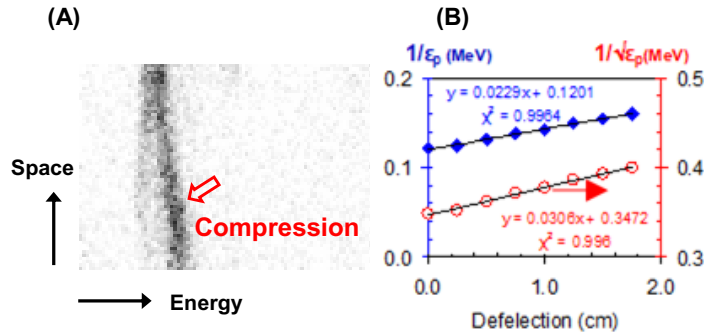 (A)
Space
Compression
Energy
(B)
1/εp (MeV)
1/√εp(MeV)
0.2
0.5
y = 0.0229x+ 0.1201
χ² = 0.9964
0.1
0.4
y = 0.0306x+ 0.3472
χ² = 0.996
0.0
0.3
0.0
1.0
2.0
Defelection (cm)